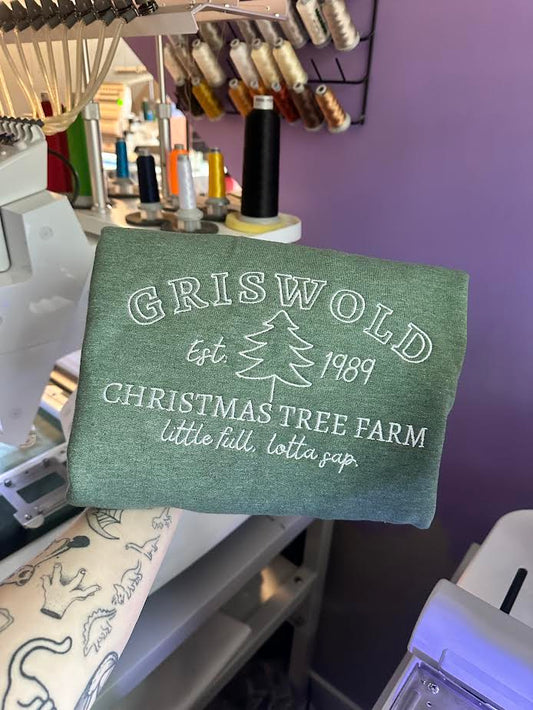 GRISWOLD
Est. 1989
CHRISTMAS TREE FARM
little full, lotta sap.